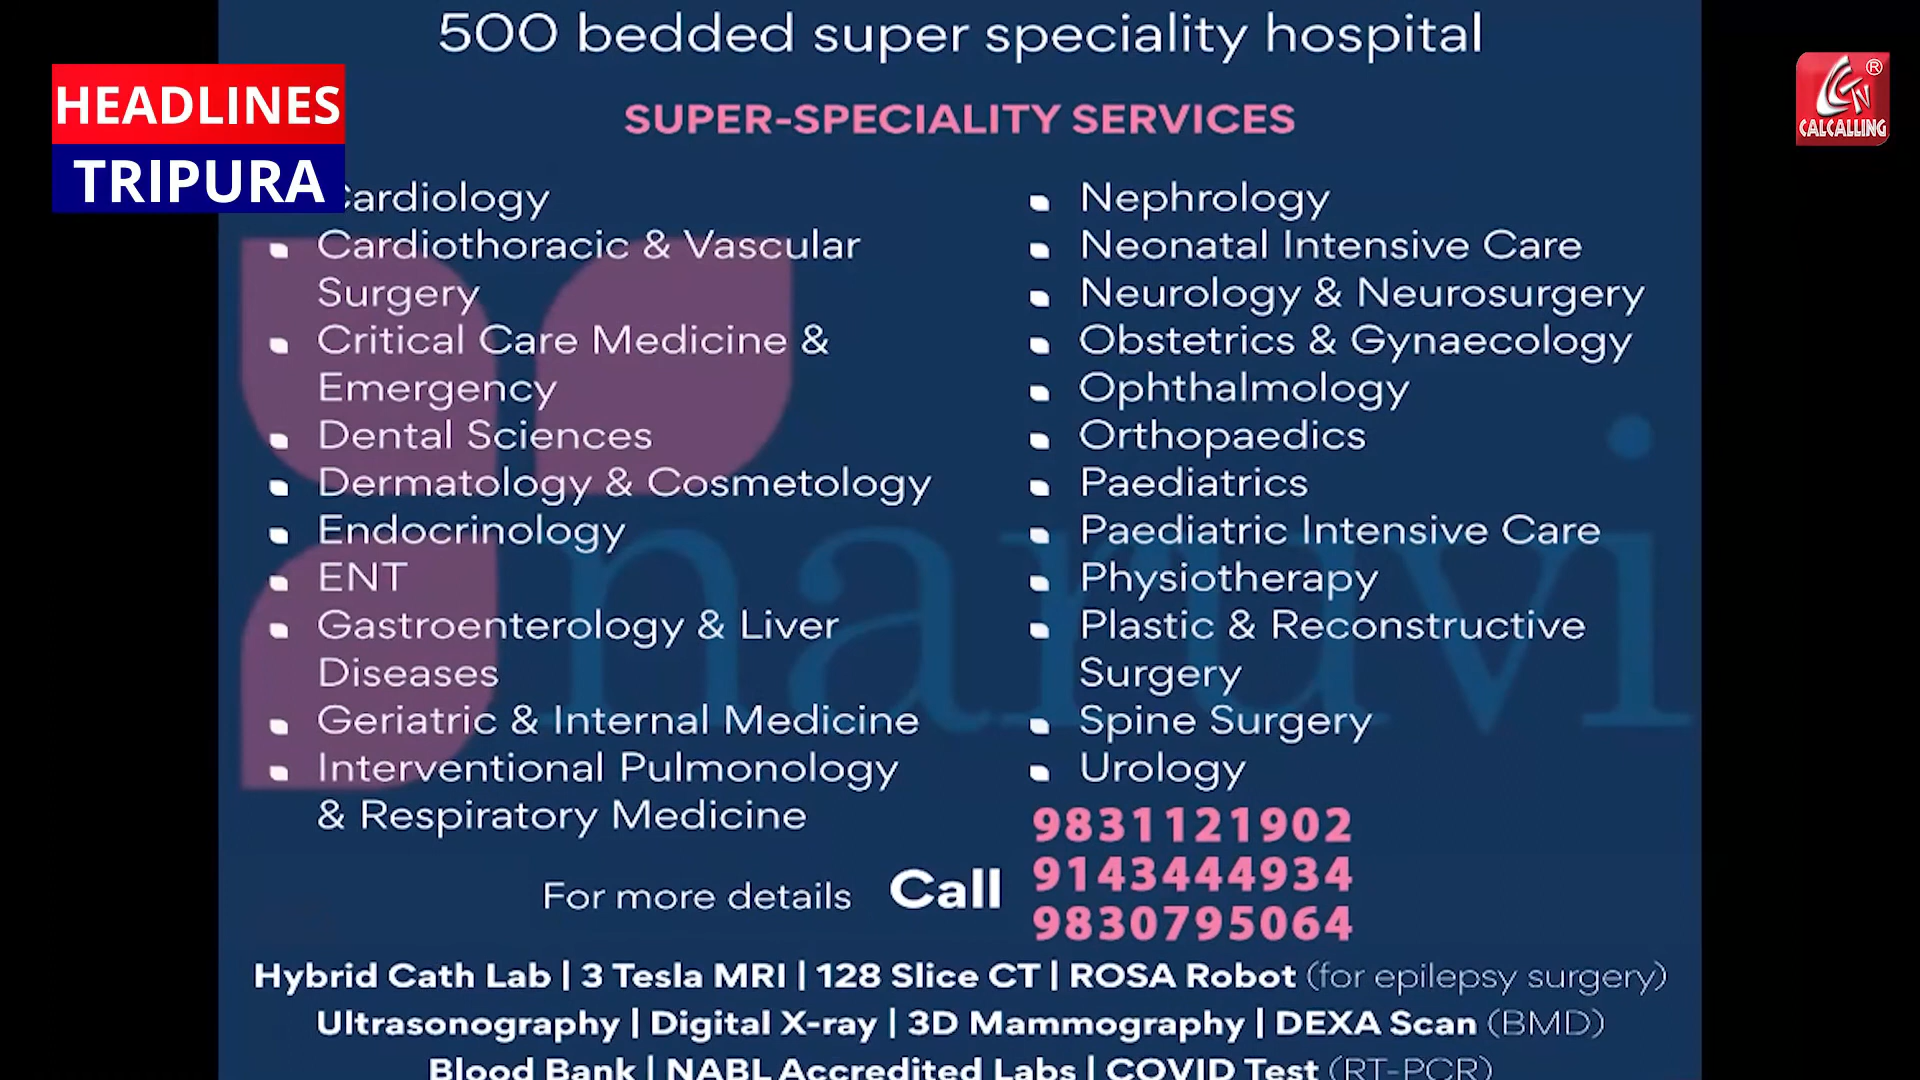 500 bedded super speciality hospital
HEADLINES
TRIPURA
CALCALLING
SUPER-SPECIALITY SERVICES
Cardiology
Cardiothoracic & Vascular
Surgery
Critical Care Medicine &
Emergency
Dental Sciences
Dermatology & Cosmetology
Endocrinology
ENT
Gastroenterology & Liver
Diseases
Geriatric & Internal Medicine
Interventional Pulmonology
& Respiratory Medicine
Nephrology
Neonatal Intensive Care
Neurology & Neurosurgery
Obstetrics & Gynaecology
Ophthalmology
Orthopaedics
Paediatrics
Paediatric Intensive Care
Physiotherapy
Plastic & Reconstructive
Surgery
Spine Surgery
Urology
naruvi
For more details Call
9831121902
9143444934
9830795064
Hybrid Cath Lab | 3 Tesla MRI | 128 Slice CT | ROSA Robot (for epilepsy surgery)
Ultrasonography | Digital X-ray | 3D Mammography | DEXA Scan (BMD)
Blood Bank | NABL Accredited Labs | COVID Test (RT-PCR)